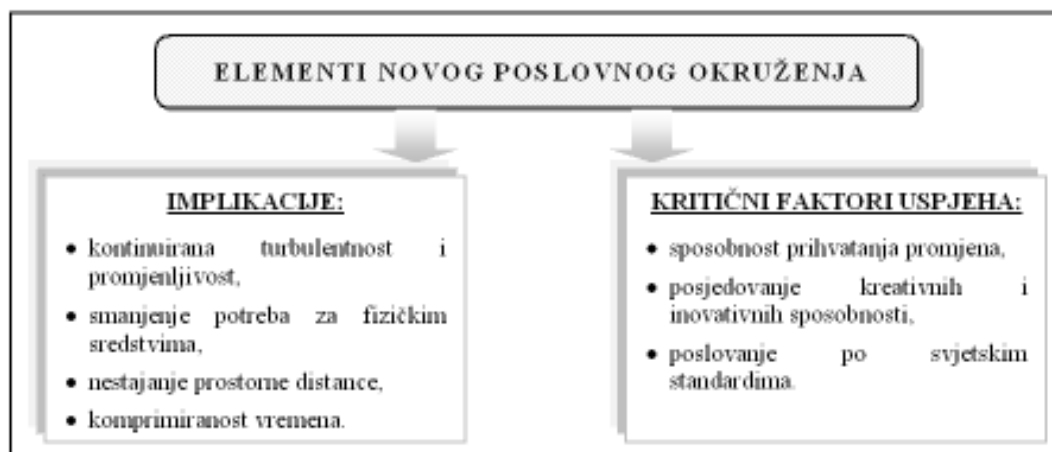 ELEMENTI NOVOG POSLOVNOG OKRUŽENJA
IMPLIKACIJE:
• kontinuirana turbulentnost i
promjenljivost,
• smanjenje potreba za fizičkim
sredstvima,
• nestajanje prostorne distance,
• komprimiranost vremena.
KRITIČNI FAKTORI USPJEHA:
• sposobnost prihvatanja promjena,
• posjedovanje kreativnih i
inovativnih sposobnosti,
• poslovanje po svjetskim
standardima.